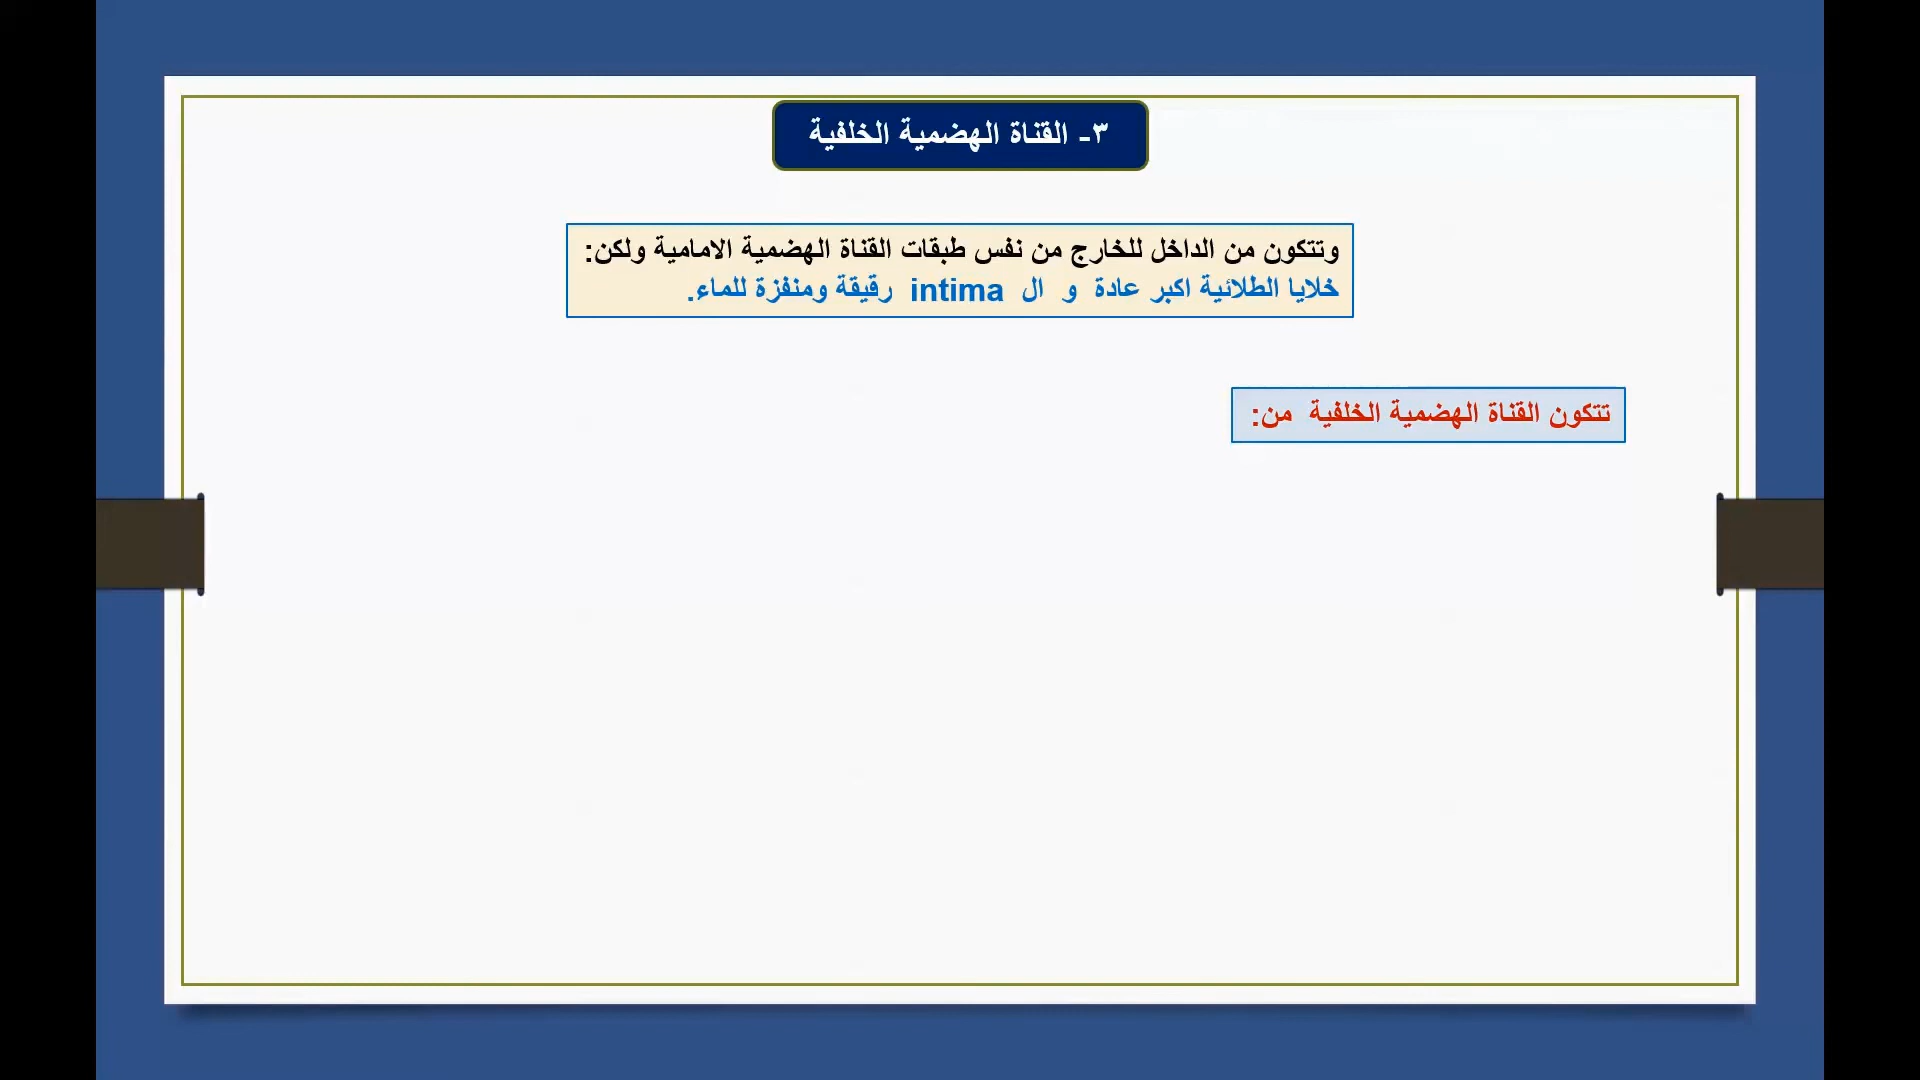 ٣- القناة الهضمية الخلفية
وتتكون من الداخل للخارج من نفس طبقات القناة الهضمية الامامية ولكن:
خلايا الطلائية اكبر عادة و ال intima رقيقة ومنفزة للماء.
تتكون القناة الهضمية الخلفية من: